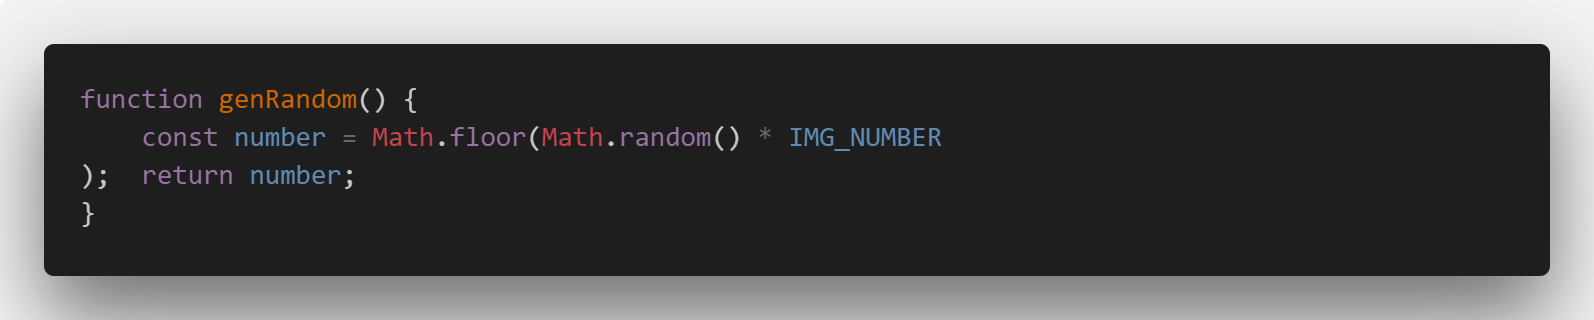 function genRandom() {
    const number = Math.floor(Math.random() * IMG_NUMBER
);  return number;
}